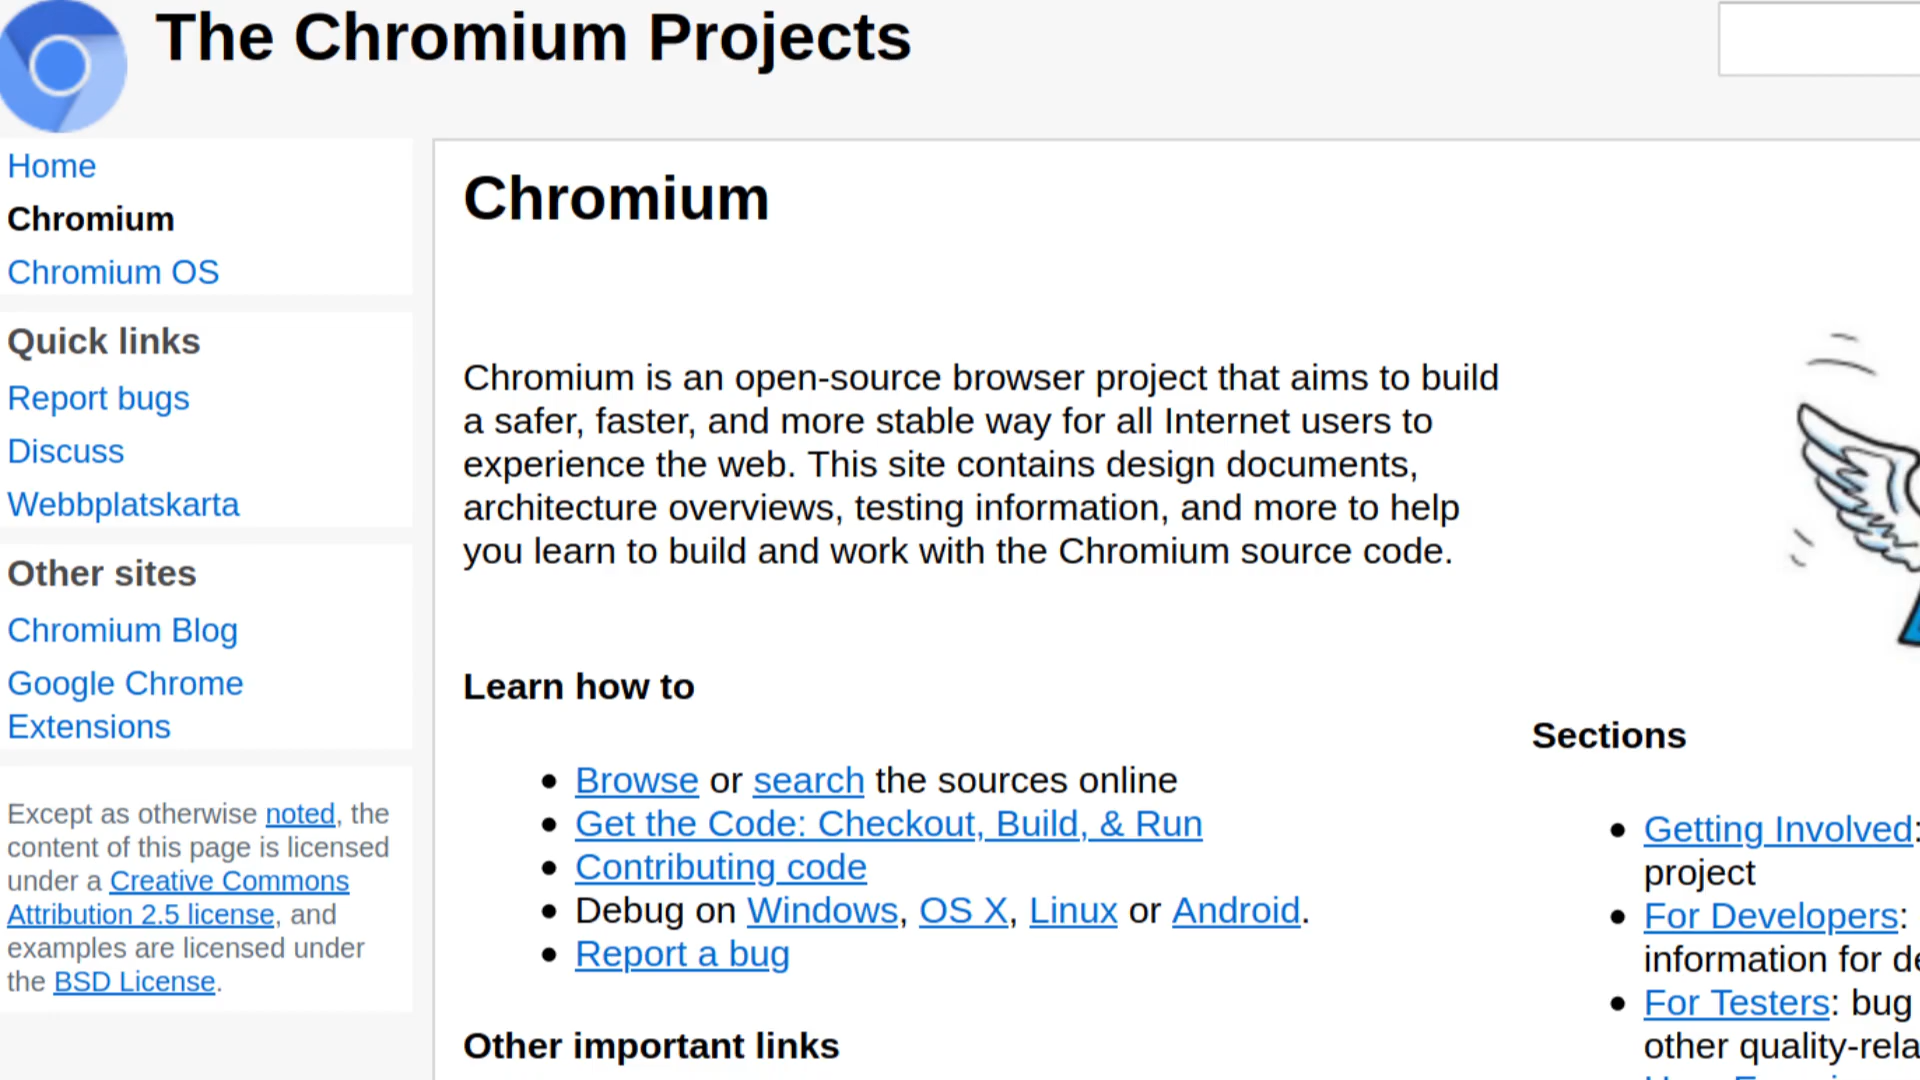 The Chromium Projects
Home
Chromium
Chromium OS
Quick links
Report bugs
Discuss
Webbplatskarta
Other sites
Chromium Blog
Google Chrome
Extensions
Except as otherwise noted, the
content of this page is licensed
under a Creative Commons
Attribution 2.5 license, and
examples are licensed under
the BSD License.
Chromium
Chromium is an open-source browser project that aims to build
a safer, faster, and more stable way for all Internet users to
experience the web. This site contains design documents,
architecture overviews, testing information, and more to help
you learn to build and work with the Chromium source code.
Learn how to
• Browse or search the sources online
• Get the Code: Checkout, Build, & Run
• Contributing code
• Debug on Windows, OS X, Linux or Android.
• Report a bug
Other important links
Sections
• Getting Involved:
project
• For Developers:
information for
• For Testers: bug
other